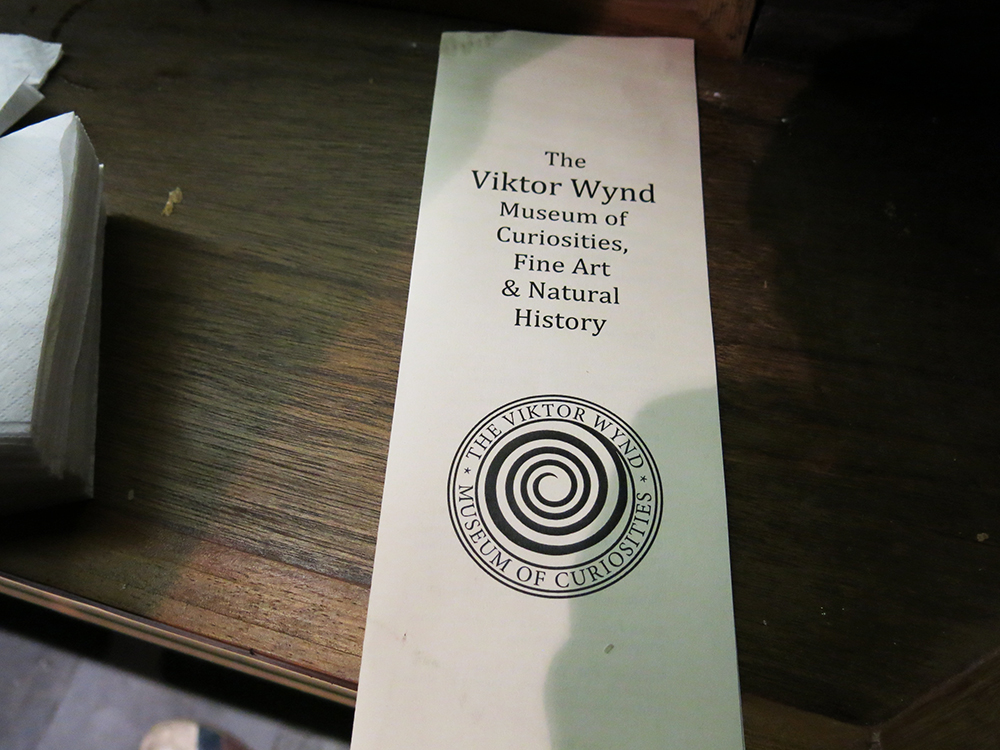 The
Viktor Wynd
Museum of
Curiosities,
Fine Art
& Natural
History
* THE VIKTOR WYND *
MUSEUM OF CURIOSITIES